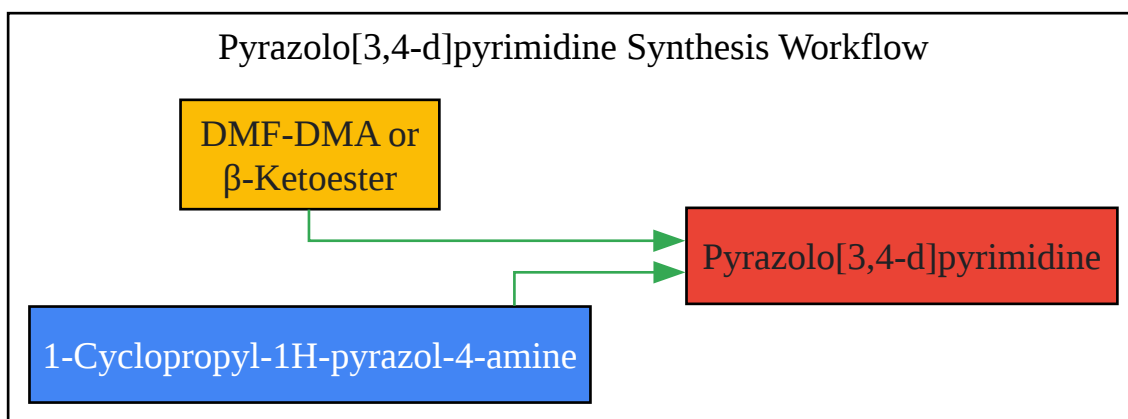 Pyrazolo[3,4-d]pyrimidine Synthesis Workflow
DMF-DMA or
β-Ketoester
Pyrazolo[3,4-d]pyrimidine
1-Cyclopropyl-1H-pyrazol-4-amine